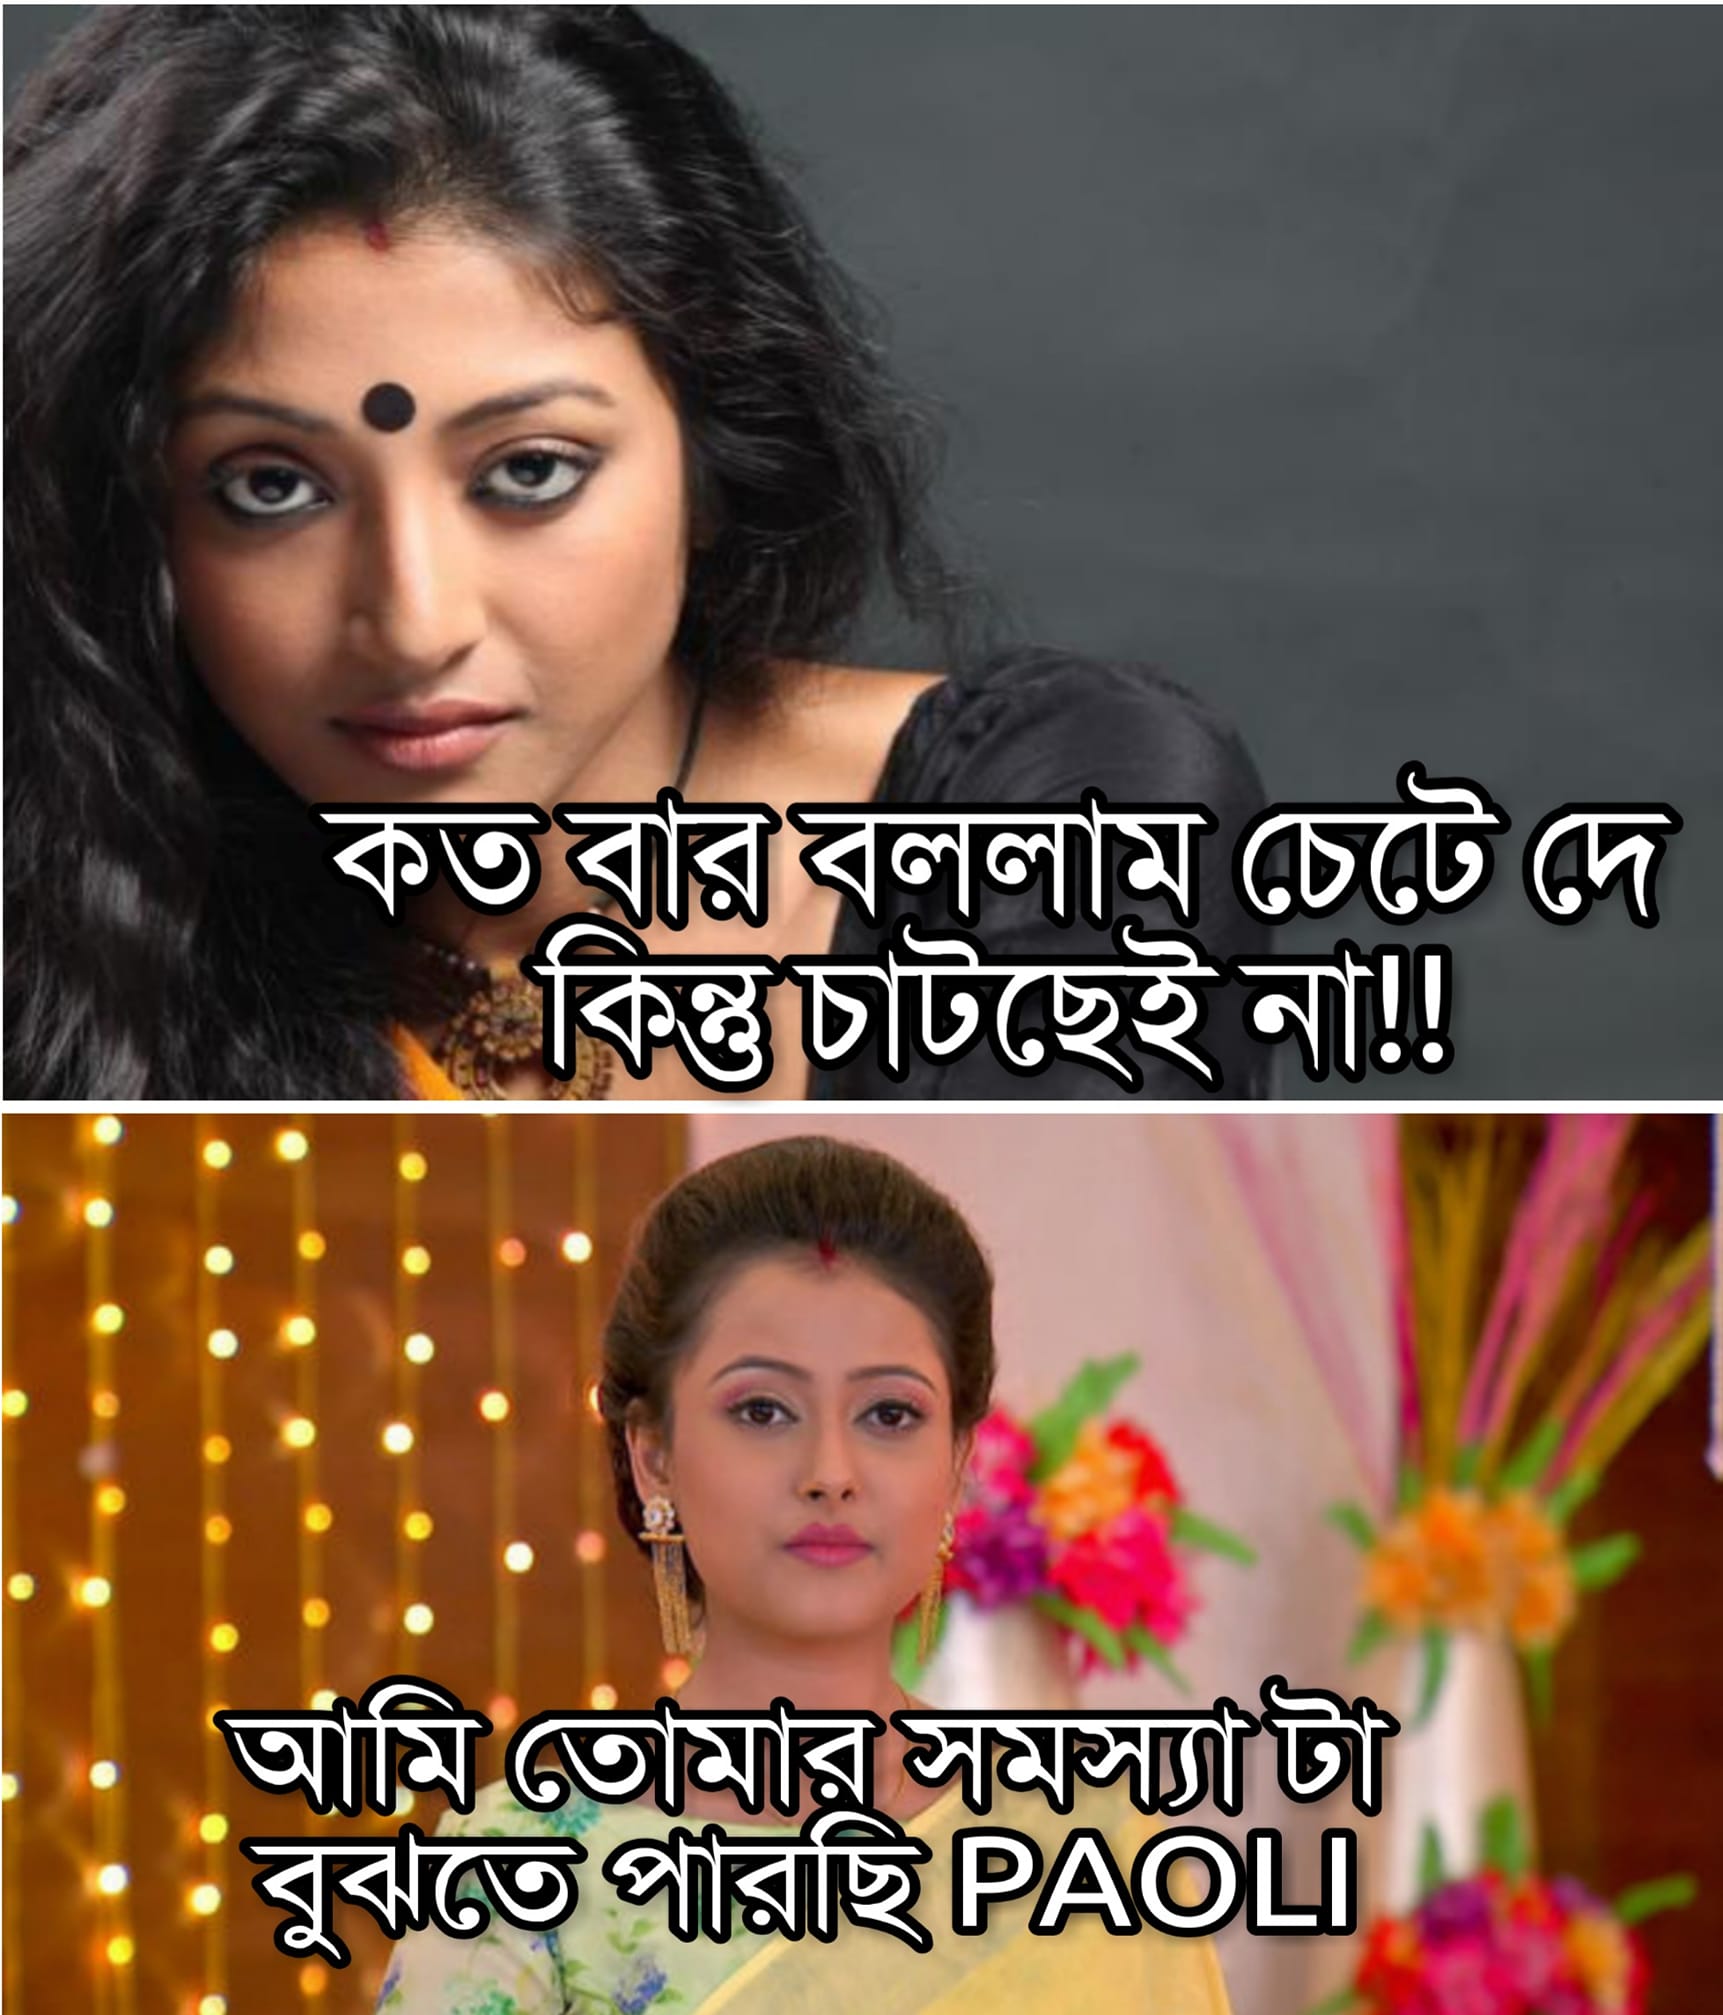 কত বার বললাম চেটে দে
কিন্তু চাটছেই না!!
আমি তোমার সমস্যা টা
বুঝতে পারছি PAOLI